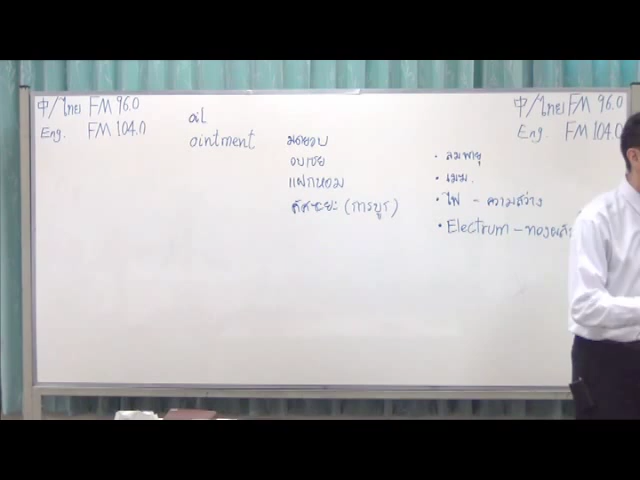 中/ไทย FM 96.0
Eng. FM 104.0
oil
ointment
มดยอบ
อบเชย
แฝกหอม
(การบูร)
中/ไทย FM 96.0
Eng. FM 104.0
• ลมพายุ
• เมฆ.
• ไฟ - ความสว่าง
• Electrum -